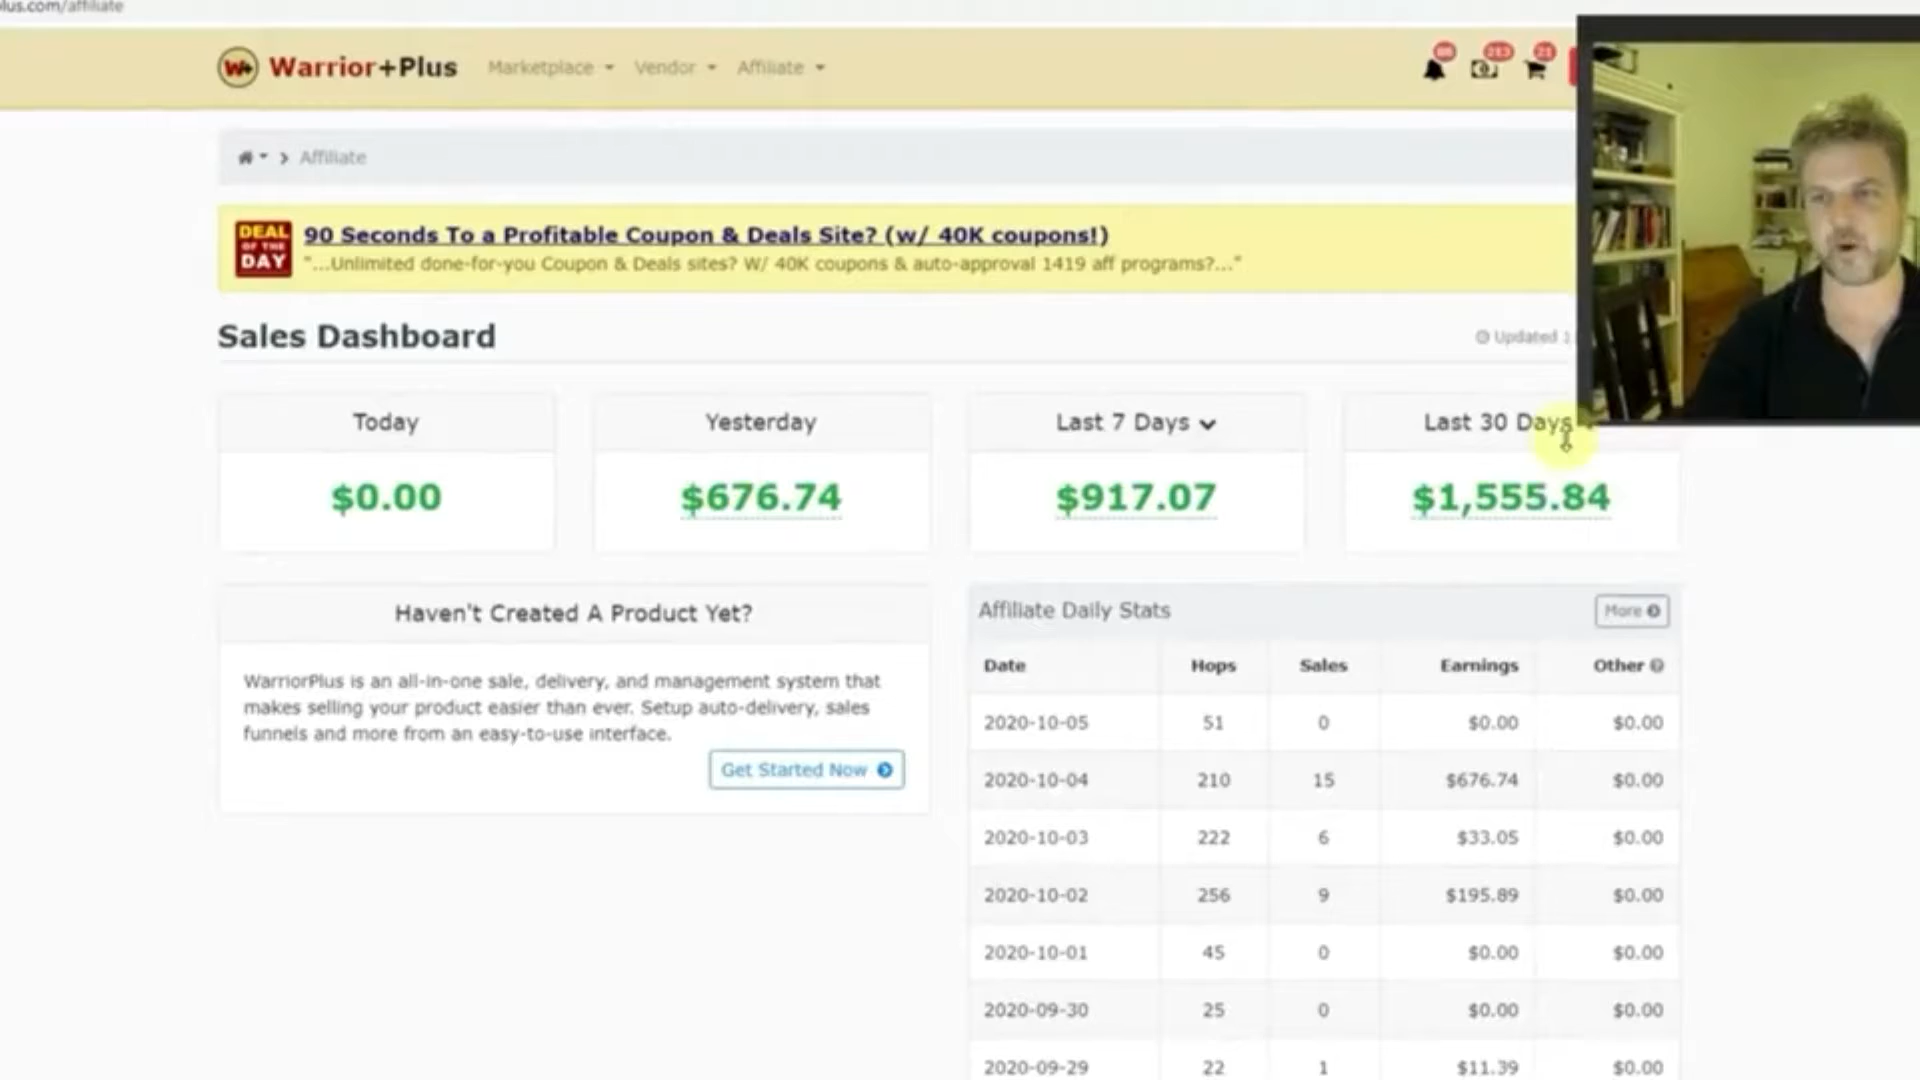 lus.com/affiliate
W+ Warrior+Plus Marketplace Vendor Affiliate 213 21
Affiliate
DEAL OF THE DAY
90 Seconds To a Profitable Coupon & Deals Site? (w/ 40K coupons!)
"...Unlimited done-for-you Coupon & Deals sites? W/ 40K coupons & auto-approval 1419 aff programs?..."
Sales Dashboard
Updated
Today
$0.00
Yesterday
$676.74
Last 7 Days
$917.07
Last 30 Days
$1,555.84
Haven't Created A Product Yet?
WarriorPlus is an all-in-one sale, delivery, and management system that
makes selling your product easier than ever. Setup auto-delivery, sales
funnels and more from an easy-to-use interface.
Get Started Now
Affiliate Daily Stats More
Date Hops Sales Earnings Other
2020-10-05 51 0 $0.00 $0.00
2020-10-04 210 15 $676.74 $0.00
2020-10-03 222 6 $33.05 $0.00
2020-10-02 256 9 $195.89 $0.00
2020-10-01 45 0 $0.00 $0.00
2020-09-30 25 0 $0.00 $0.00
2020-09-29 22 1 $11.39 $0.00